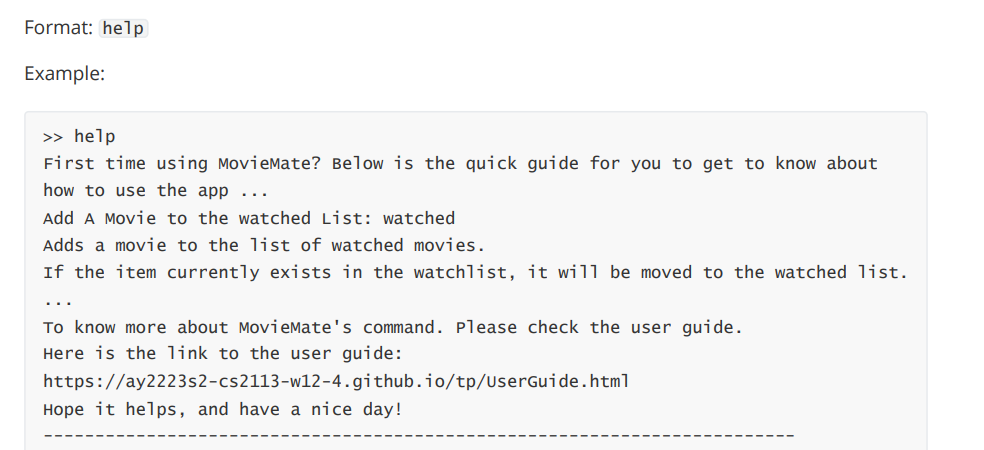 Format: help
Example:
>> help
First time using MovieMate? Below is the quick guide for you to get to know about
how to use the app ...
Add A Movie to the watched List: watched
Adds a movie to the list of watched movies.
If the item currently exists in the watchlist, it will be moved to the watched list.
...
To know more about MovieMate's command. Please check the user guide.
Here is the link to the user guide:
https://ay2223s2-cs2113-w12-4.github.io/tp/UserGuide.html
Hope it helps, and have a nice day!
------------------------------------------------------------------------